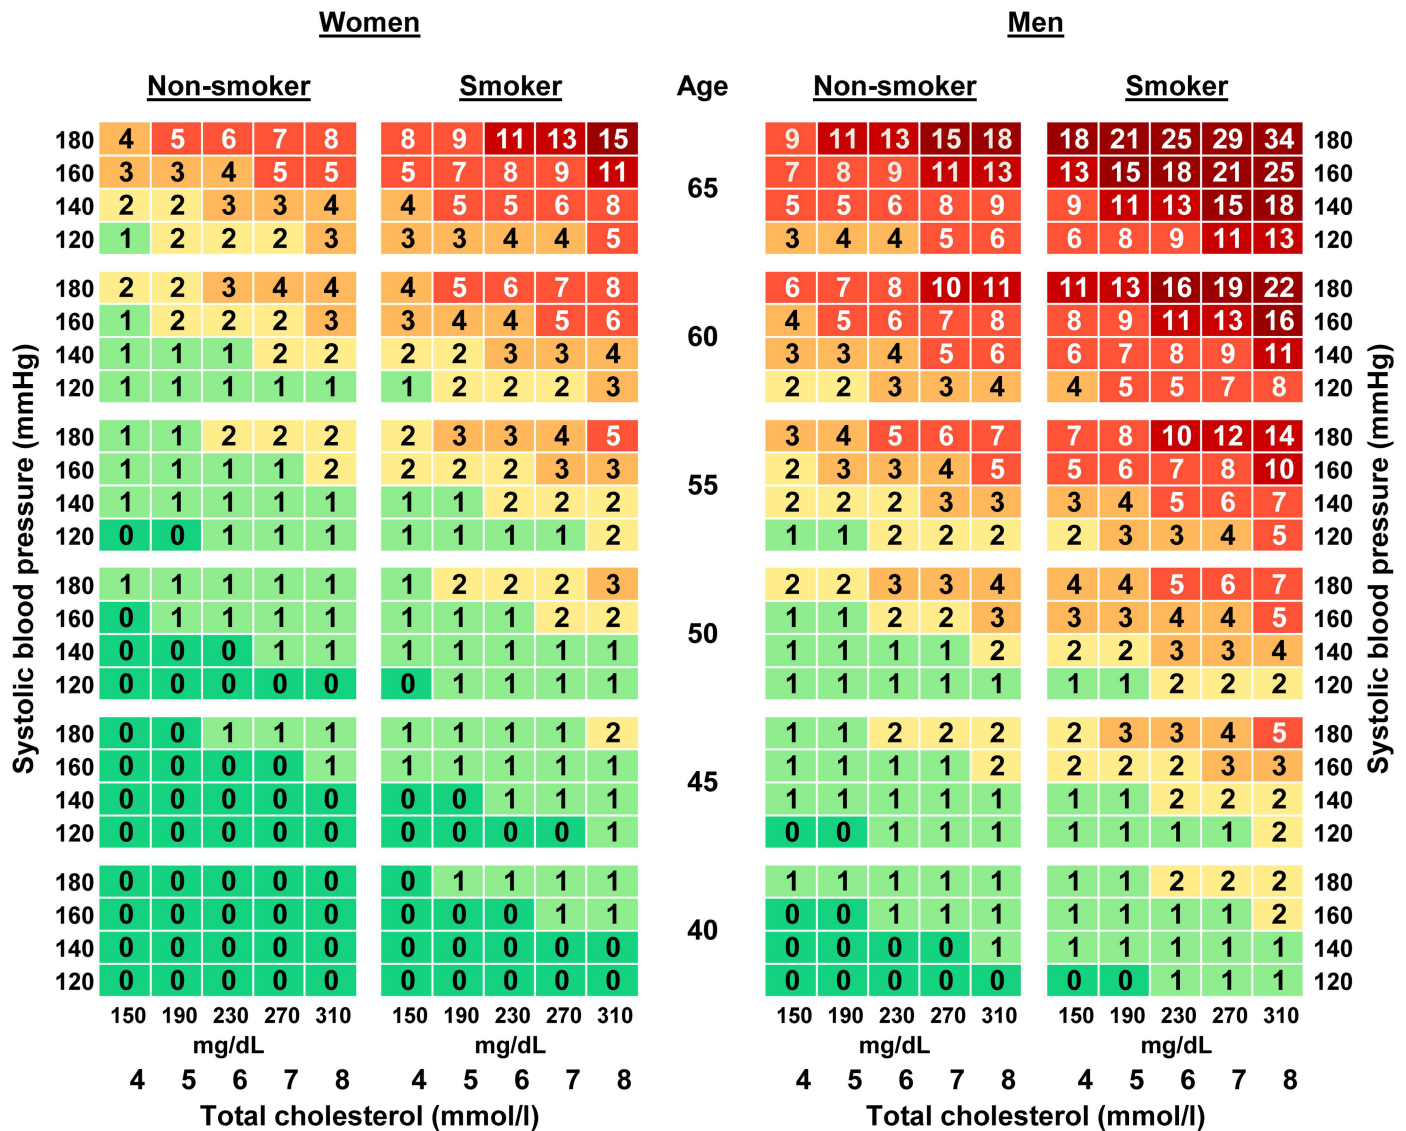 Women Men
Non-smoker Smoker Age Non-smoker Smoker
180 4 5 6 7 8 8 9 11 13 15 9 11 13 15 18 18 21 25 29 34 180
160 3 3 4 5 5 5 7 8 9 11 7 8 9 11 13 13 15 18 21 25 160
65
140 2 2 3 3 4 4 5 5 6 8 5 5 6 8 9 9 11 13 15 18 140
120 1 2 2 2 3 3 3 4 4 5 3 4 4 5 6 6 8 9 11 13 120
180 2 2 3 4 4 4 5 6 7 8 6 7 8 10 11 11 13 16 19 22 180
160 1 2 2 2 3 3 4 4 5 6 4 5 6 7 8 8 9 11 13 16 160
60
140 1 1 1 2 2 2 2 3 3 4 3 3 4 5 6 6 7 8 9 11 140
120 1 1 1 1 1 1 2 2 2 3 2 2 3 3 4 4 5 5 7 8 120
180 1 1 2 2 2 2 3 3 4 5 3 4 5 6 7 7 8 10 12 14 180
160 1 1 1 1 2 2 2 2 3 3 2 3 3 4 5 5 6 7 8 10 160
55
140 1 1 1 1 1 1 1 2 2 2 2 2 2 3 3 3 4 5 6 7 140
120 0 0 1 1 1 1 1 1 1 2 1 1 2 2 2 2 3 3 4 5 120
180 1 1 1 1 1 1 2 2 2 3 2 2 3 3 4 4 4 5 6 7 180
160 0 1 1 1 1 1 1 1 2 2 1 1 2 2 3 3 3 4 4 5 160
50
140 0 0 0 1 1 1 1 1 1 1 1 1 1 1 2 2 2 3 3 4 140
120 0 0 0 0 0 0 1 1 1 1 1 1 1 1 1 1 1 2 2 2 120
180 0 0 1 1 1 1 1 1 1 2 1 1 2 2 2 2 3 3 4 5 180
160 0 0 0 0 1 1 1 1 1 1 1 1 1 1 2 2 2 2 3 3 160
45
140 0 0 0 0 0 0 0 1 1 1 1 1 1 1 1 1 1 2 2 2 140
120 0 0 0 0 0 0 0 0 0 1 0 0 1 1 1 1 1 1 1 2 120
180 0 0 0 0 0 0 1 1 1 1 1 1 1 1 1 1 1 2 2 2 180
160 0 0 0 0 0 0 0 0 1 1 0 0 1 1 1 1 1 1 1 2 160
40
140 0 0 0 0 0 0 0 0 0 0 0 0 0 0 1 1 1 1 1 1 140
120 0 0 0 0 0 0 0 0 0 0 0 0 0 0 0 0 0 1 1 1 120
150 190 230 270 310 150 190 230 270 310 150 190 230 270 310 150 190 230 270 310
mg/dL mg/dL mg/dL mg/dL
4 5 6 7 8 4 5 6 7 8 4 5 6 7 8 4 5 6 7 8
Total cholesterol (mmol/l) Total cholesterol (mmol/l)
Systolic blood pressure (mmHg)
Systolic blood pressure (mmHg)